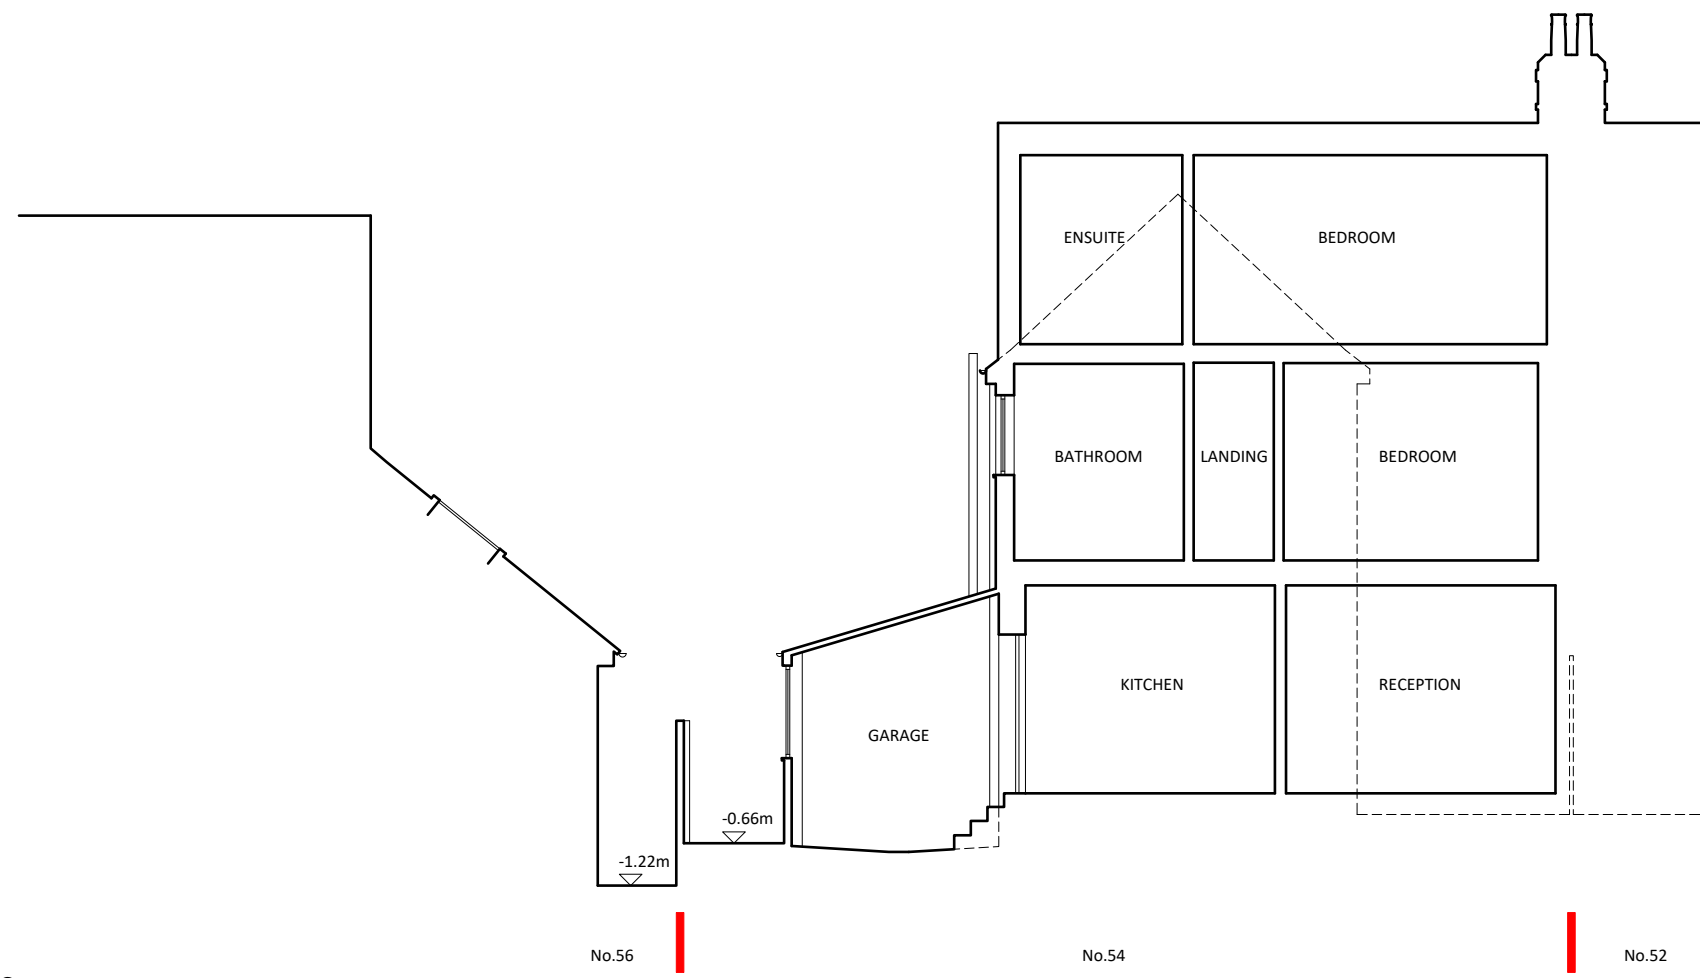 ENSUITE
BEDROOM
BATHROOM
LANDING
BEDROOM
KITCHEN
RECEPTION
GARAGE
-0.66m
-1.22m
No.56
No.54
No.52